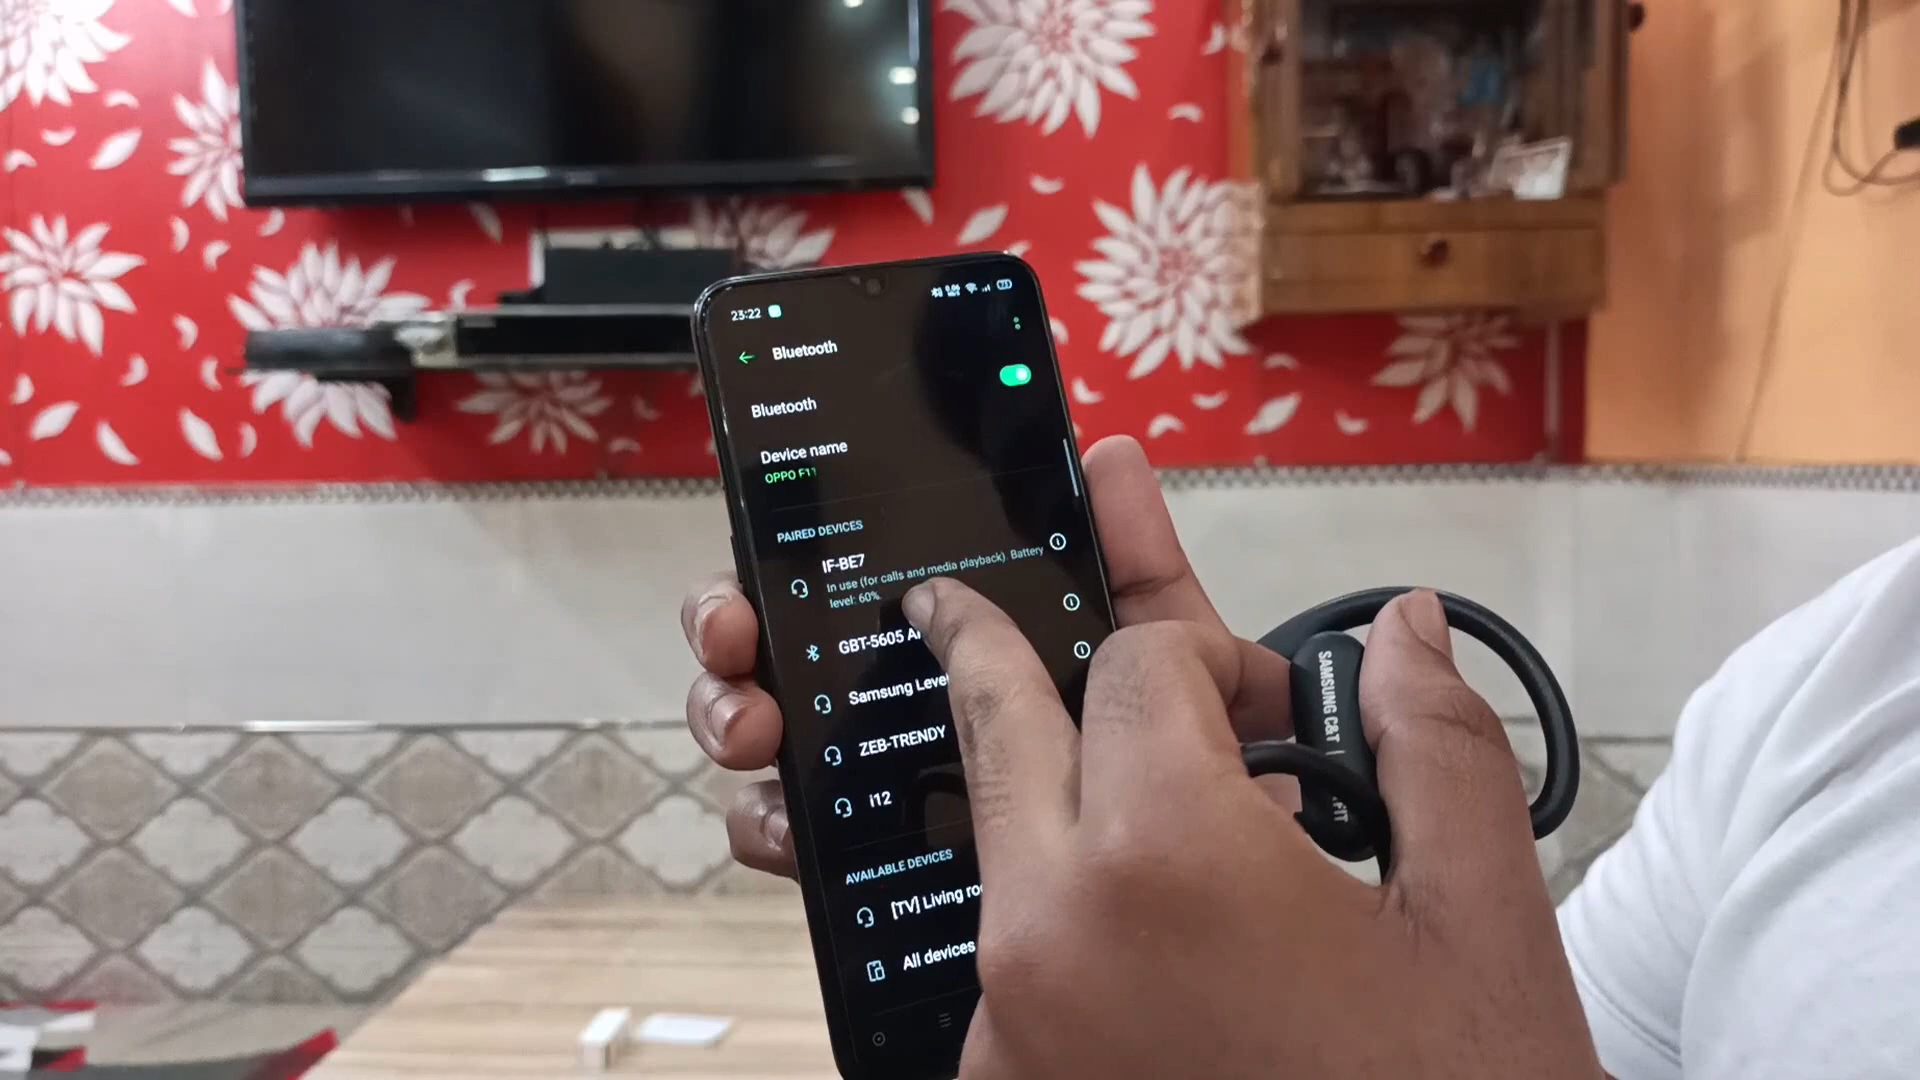 23:22
Bluetooth
Bluetooth
Device name
OPPO F11
PAIRED DEVICES
IF-BE7
In use (for calls and media playback). Battery
level: 60%.
GBT-5605
Samsung
ZEB-TRENDY
i12
AVAILABLE DEVICES
[TV] Living
All devices
SAMSUNG C&T |